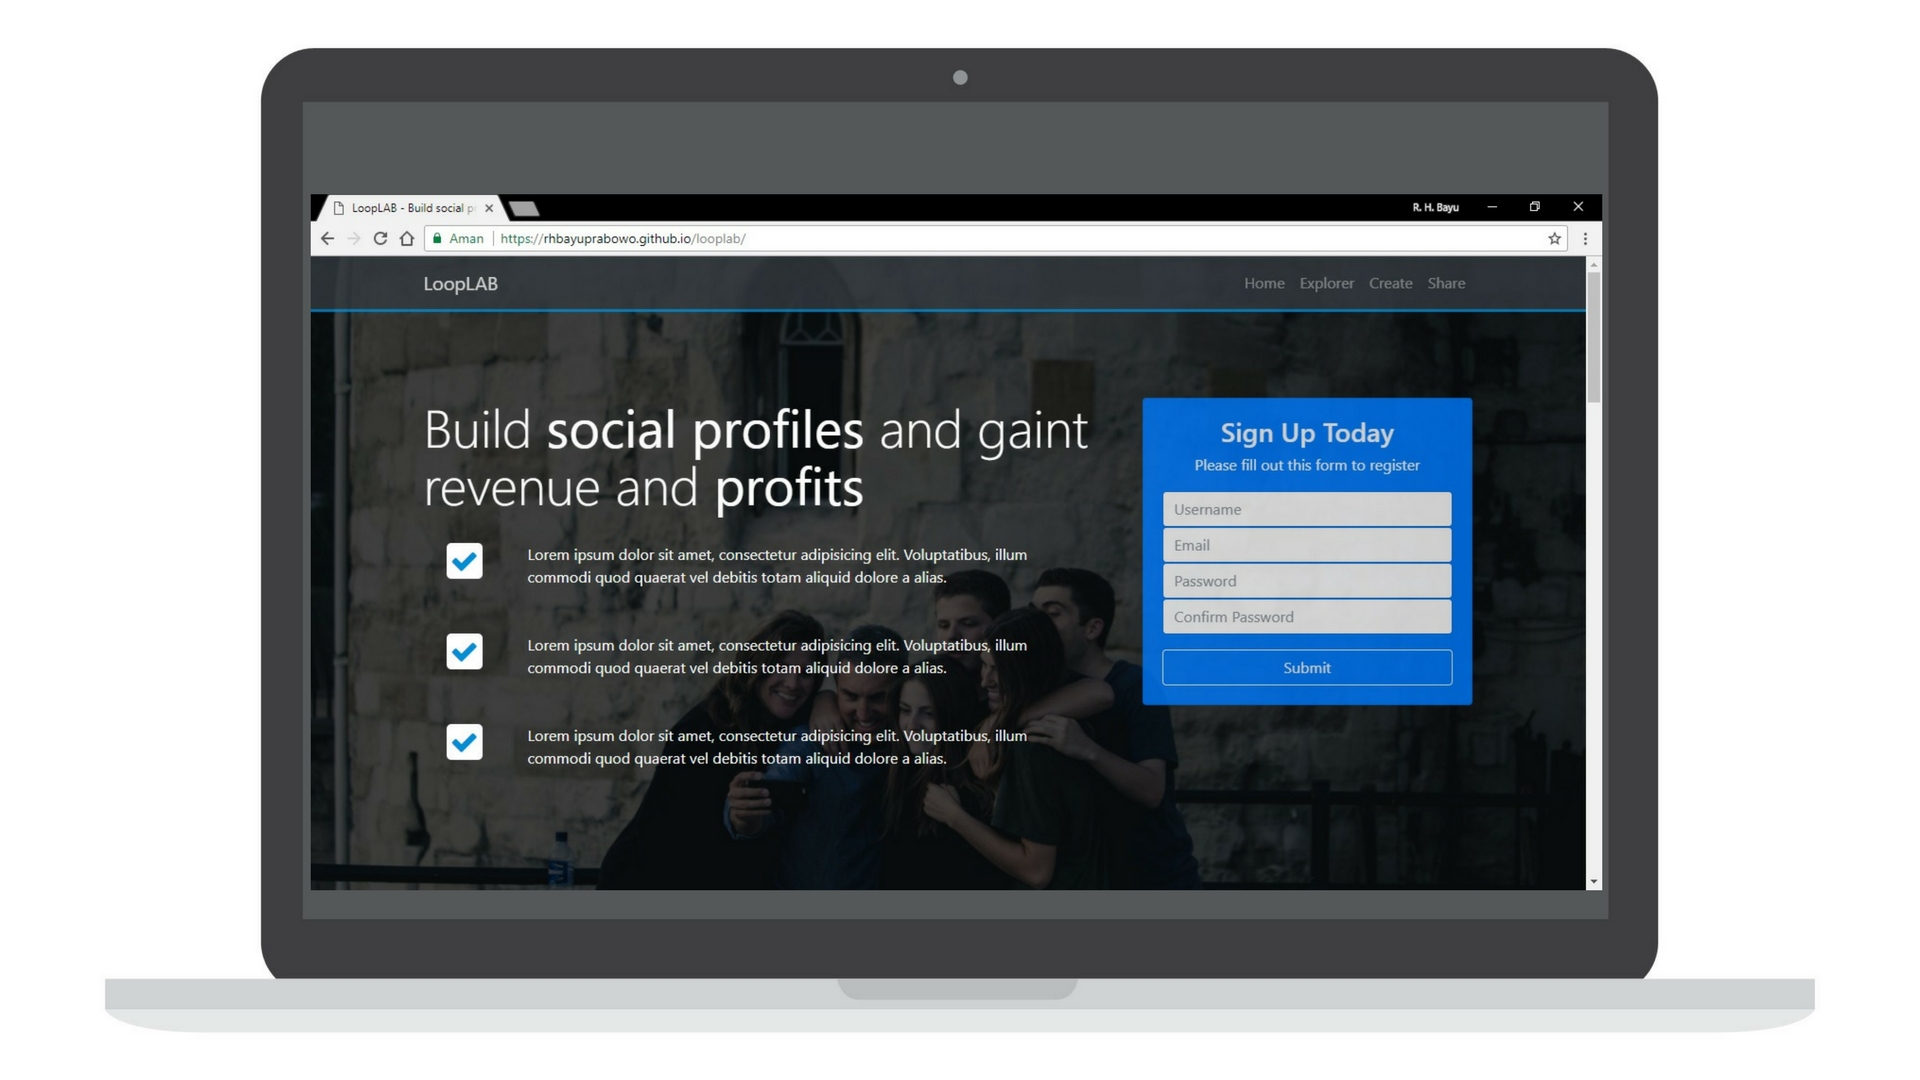 LoopLAB - Build social p
R. H. Bayu
Aman https://rhbayuprabowo.github.io/looplab/
LoopLAB
Home Explorer Create Share
Build social profiles and gaint
revenue and profits
Lorem ipsum dolor sit amet, consectetur adipisicing elit. Voluptatibus, illum
commodi quod quaerat vel debitis totam aliquid dolore a alias.
Lorem ipsum dolor sit amet, consectetur adipisicing elit. Voluptatibus, illum
commodi quod quaerat vel debitis totam aliquid dolore a alias.
Lorem ipsum dolor sit amet, consectetur adipisicing elit. Voluptatibus, illum
commodi quod quaerat vel debitis totam aliquid dolore a alias.
Sign Up Today
Please fill out this form to register
Username
Email
Password
Confirm Password
Submit